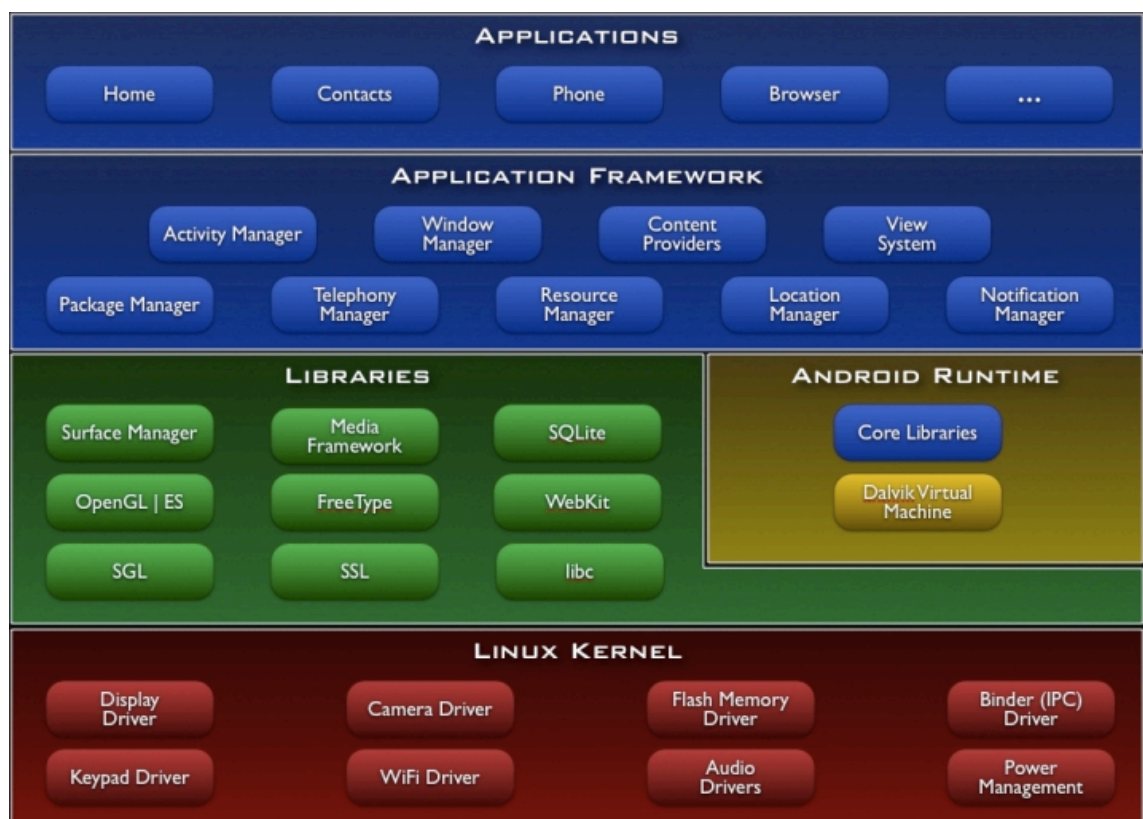 APPLICATIONS
Home
Contacts
Phone
Browser
...
APPLICATION FRAMEWORK
Activity Manager
Window
Manager
Content
Providers
View
System
Package Manager
Telephony
Manager
Resource
Manager
Location
Manager
Notification
Manager
LIBRARIES
Surface Manager
Media
Framework
SQLite
OpenGL | ES
FreeType
WebKit
SGL
SSL
libc
ANDROID RUNTIME
Core Libraries
Dalvik Virtual
Machine
LINUX KERNEL
Display
Driver
Camera Driver
Flash Memory
Driver
Binder (IPC)
Driver
Keypad Driver
WiFi Driver
Audio
Drivers
Power
Management